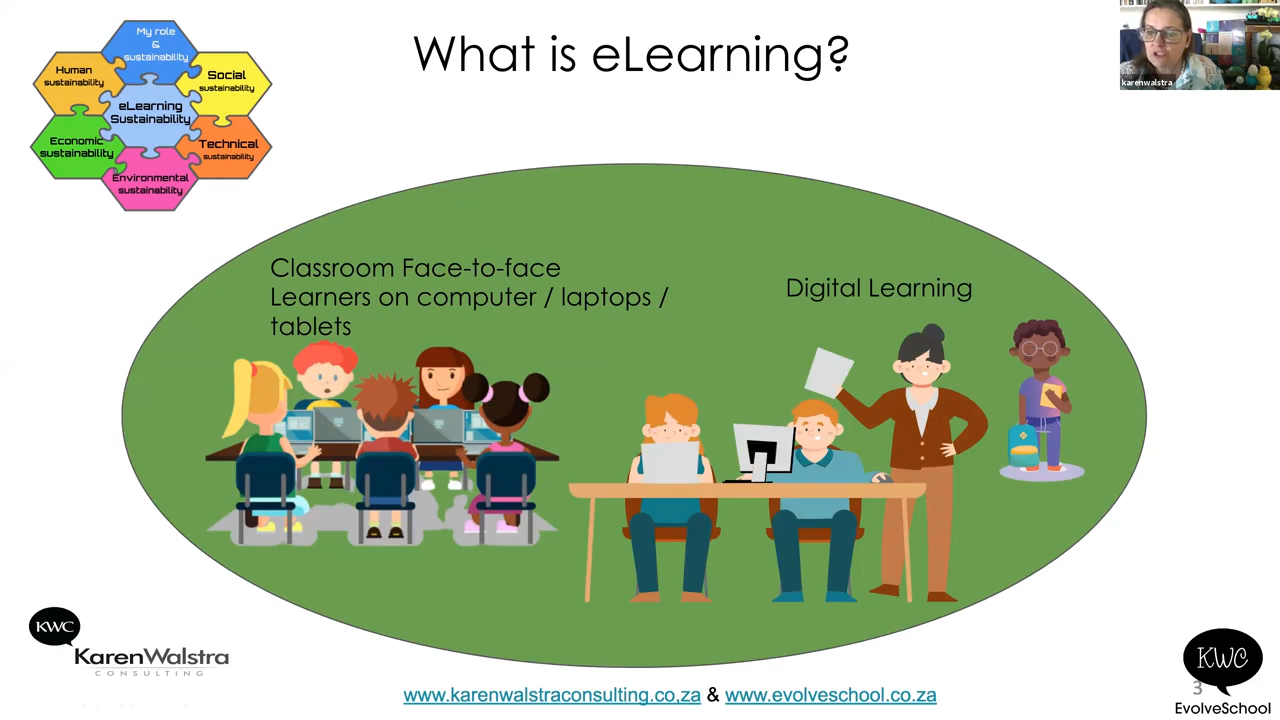 My role
&
sustainability
Human
sustainability
Social
sustainability
eLearning
Sustainability
Economic
sustainability
Technical
sustainability
Environmental
sustainability
What is eLearning?
karenwalstra
Classroom Face-to-face
Learners on computer / laptops /
tablets
Digital Learning
KWC
KarenWalstra
CONSULTING
www.karenwalstraconsulting.co,za & www.evolveschool.co.za
KWC
3
EvolveSchool